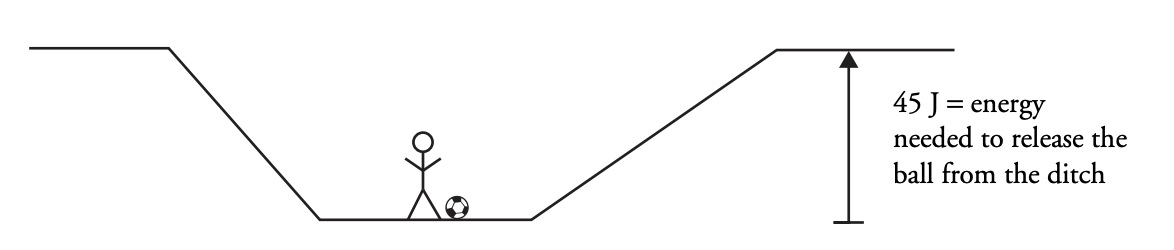 45 J = energy
needed to release the
ball from the ditch